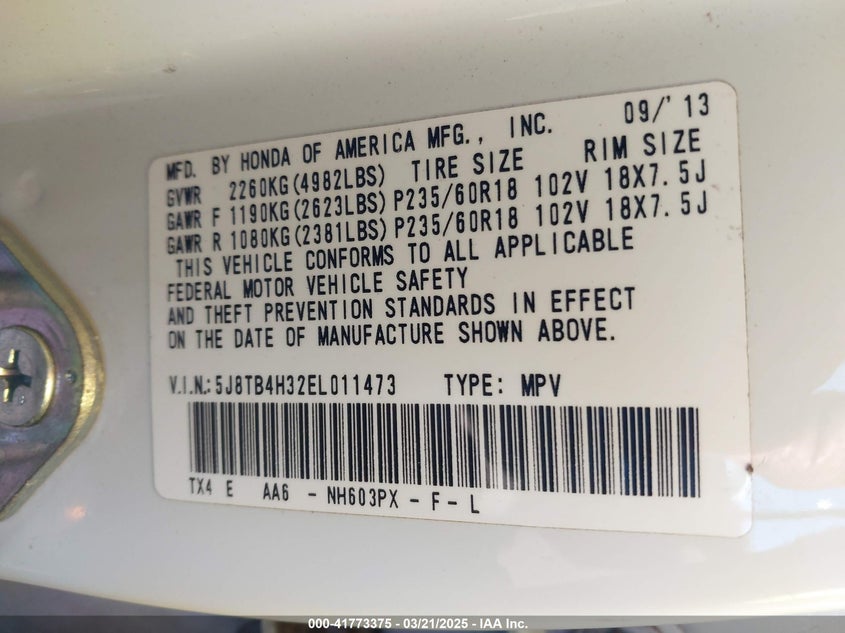 09/'13
MFD. BY HONDA OF AMERICA MFG., INC.
GVWR 2260KG(4982LBS) TIRE SIZE RIM SIZE
GAWR F 1190KG(2623LBS) P235/60R18 102V 18X7.5J
GAWR R 1080KG(2381LBS) P235/60R18 102V 18X7.5J
THIS VEHICLE CONFORMS TO ALL APPLICABLE
FEDERAL MOTOR VEHICLE SAFETY
AND THEFT PREVENTION STANDARDS IN EFFECT
ON THE DATE OF MANUFACTURE SHOWN ABOVE.
V.I.N.: 5J8TB4H32EL011473 TYPE: MPV
TX4 E AA6 - NH603PX - F - L
000-41773375 - 03/21/2025 - IAA Inc.